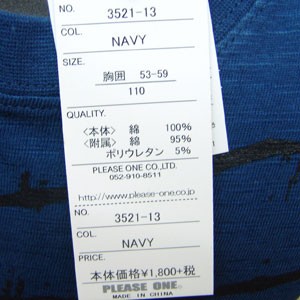 NO.
3521-13
COL.
NAVY
SIZE.
胸囲 53-59
110
QUALITY.
〈本体〉 綿 100%
〈附属〉 綿 95%
ポリウレタン 5%
PLEASE ONE CO.,LTD.
052-910-8511
http://www.please-one.co.jp
NO.
3521-13
COL.
NAVY
PRICE.
本体価格¥1,800+税
PLEASE ONE.
MADE IN CHINA